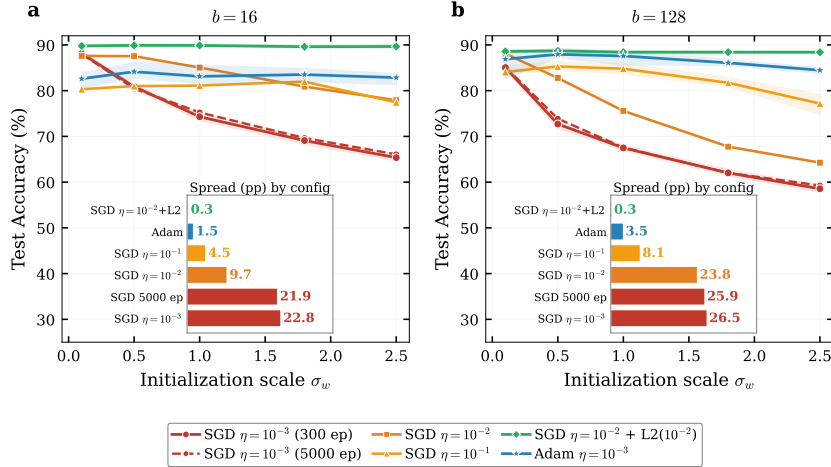 a
b = 16
Test Accuracy (%)
90
80
70
60
50
40
30
Spread (pp) by config
SGD η = 10⁻²+L2 0.3
Adam 1.5
SGD η = 10⁻¹ 4.5
SGD η = 10⁻² 9.7
SGD 5000 ep 21.9
SGD η = 10⁻³ 22.8
0.0 0.5 1.0 1.5 2.0 2.5
Initialization scale σ_w
b
b = 128
Test Accuracy (%)
90
80
70
60
50
40
30
Spread (pp) by config
SGD η = 10⁻²+L2 0.3
Adam 3.5
SGD η = 10⁻¹ 8.1
SGD η = 10⁻² 23.8
SGD 5000 ep 25.9
SGD η = 10⁻³ 26.5
0.0 0.5 1.0 1.5 2.0 2.5
Initialization scale σ_w
SGD η = 10⁻³ (300 ep)
SGD η = 10⁻³ (5000 ep)
SGD η = 10⁻²
SGD η = 10⁻¹
SGD η = 10⁻² + L2(10⁻²)
Adam η = 10⁻³